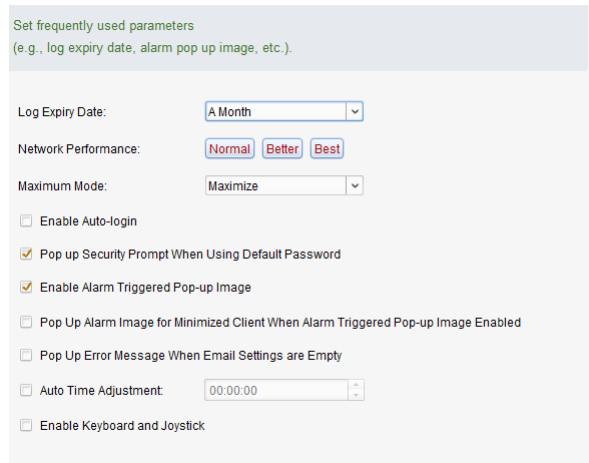 Set frequently used parameters
(e.g., log expiry date, alarm pop up image, etc.).
Log Expiry Date: A Month
Network Performance: Normal Better Best
Maximum Mode: Maximize
Enable Auto-login
Pop up Security Prompt When Using Default Password
Enable Alarm Triggered Pop-up Image
Pop Up Alarm Image for Minimized Client When Alarm Triggered Pop-up Image Enabled
Pop Up Error Message When Email Settings are Empty
Auto Time Adjustment: 00:00:00
Enable Keyboard and Joystick